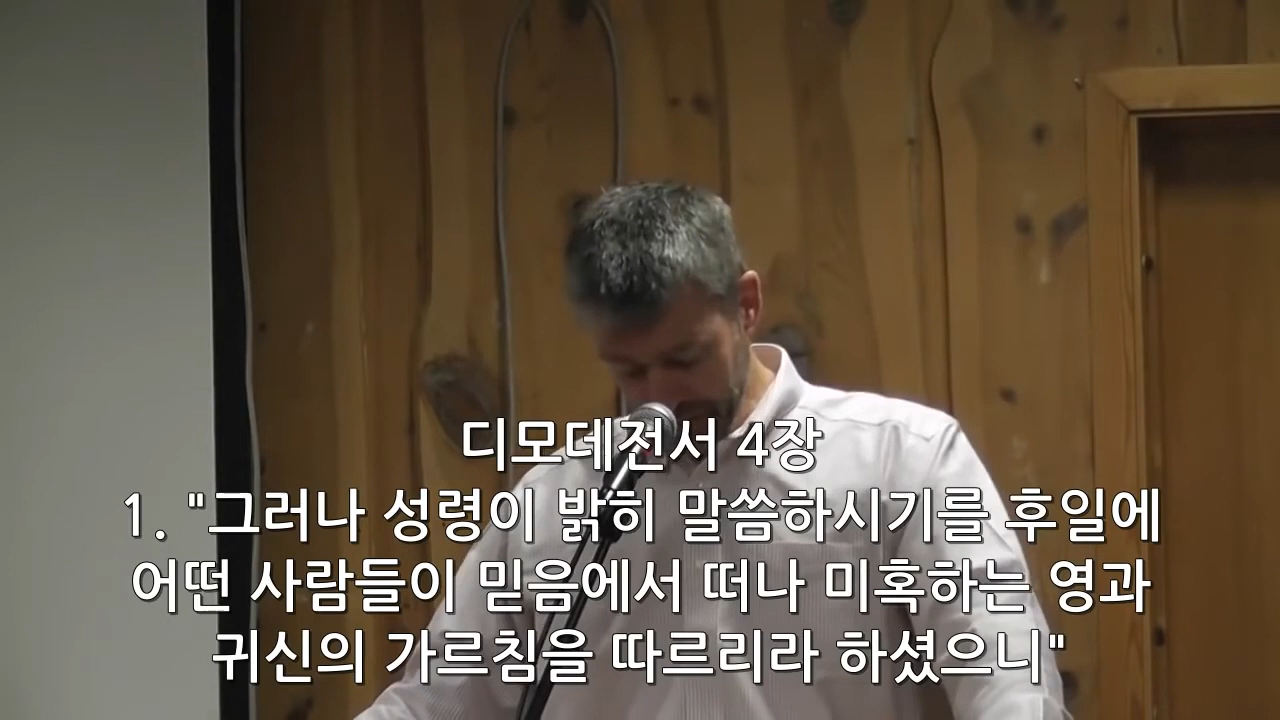 디모데전서 4장
1. "그러나 성령이 밝히 말씀하시기를 후일에
어떤 사람들이 믿음에서 떠나 미혹하는 영과
귀신의 가르침을 따르리라 하셨으니"